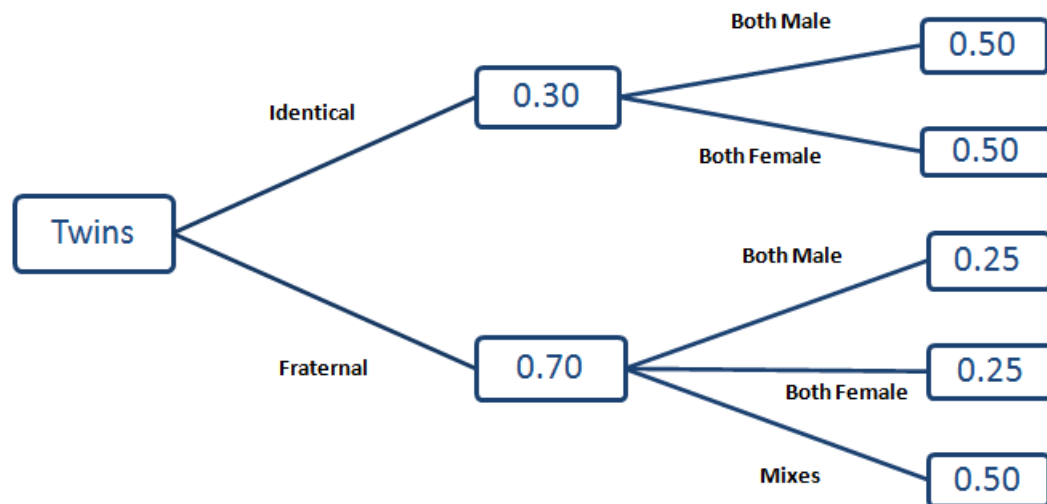 Both Male
0.50
Identical
0.30
Both Female
0.50
Twins
Both Male
0.25
Fraternal
0.70
Both Female
0.25
Mixes
0.50